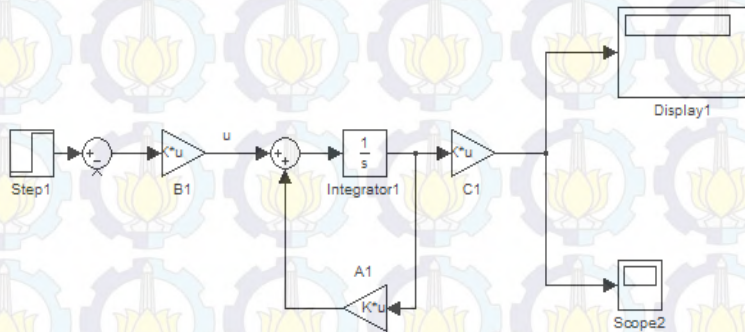 Display1
u
+
-
K*u
+
+
1
s
K*u
Step1
B1
Integrator1
C1
A1
K*u
Scope2